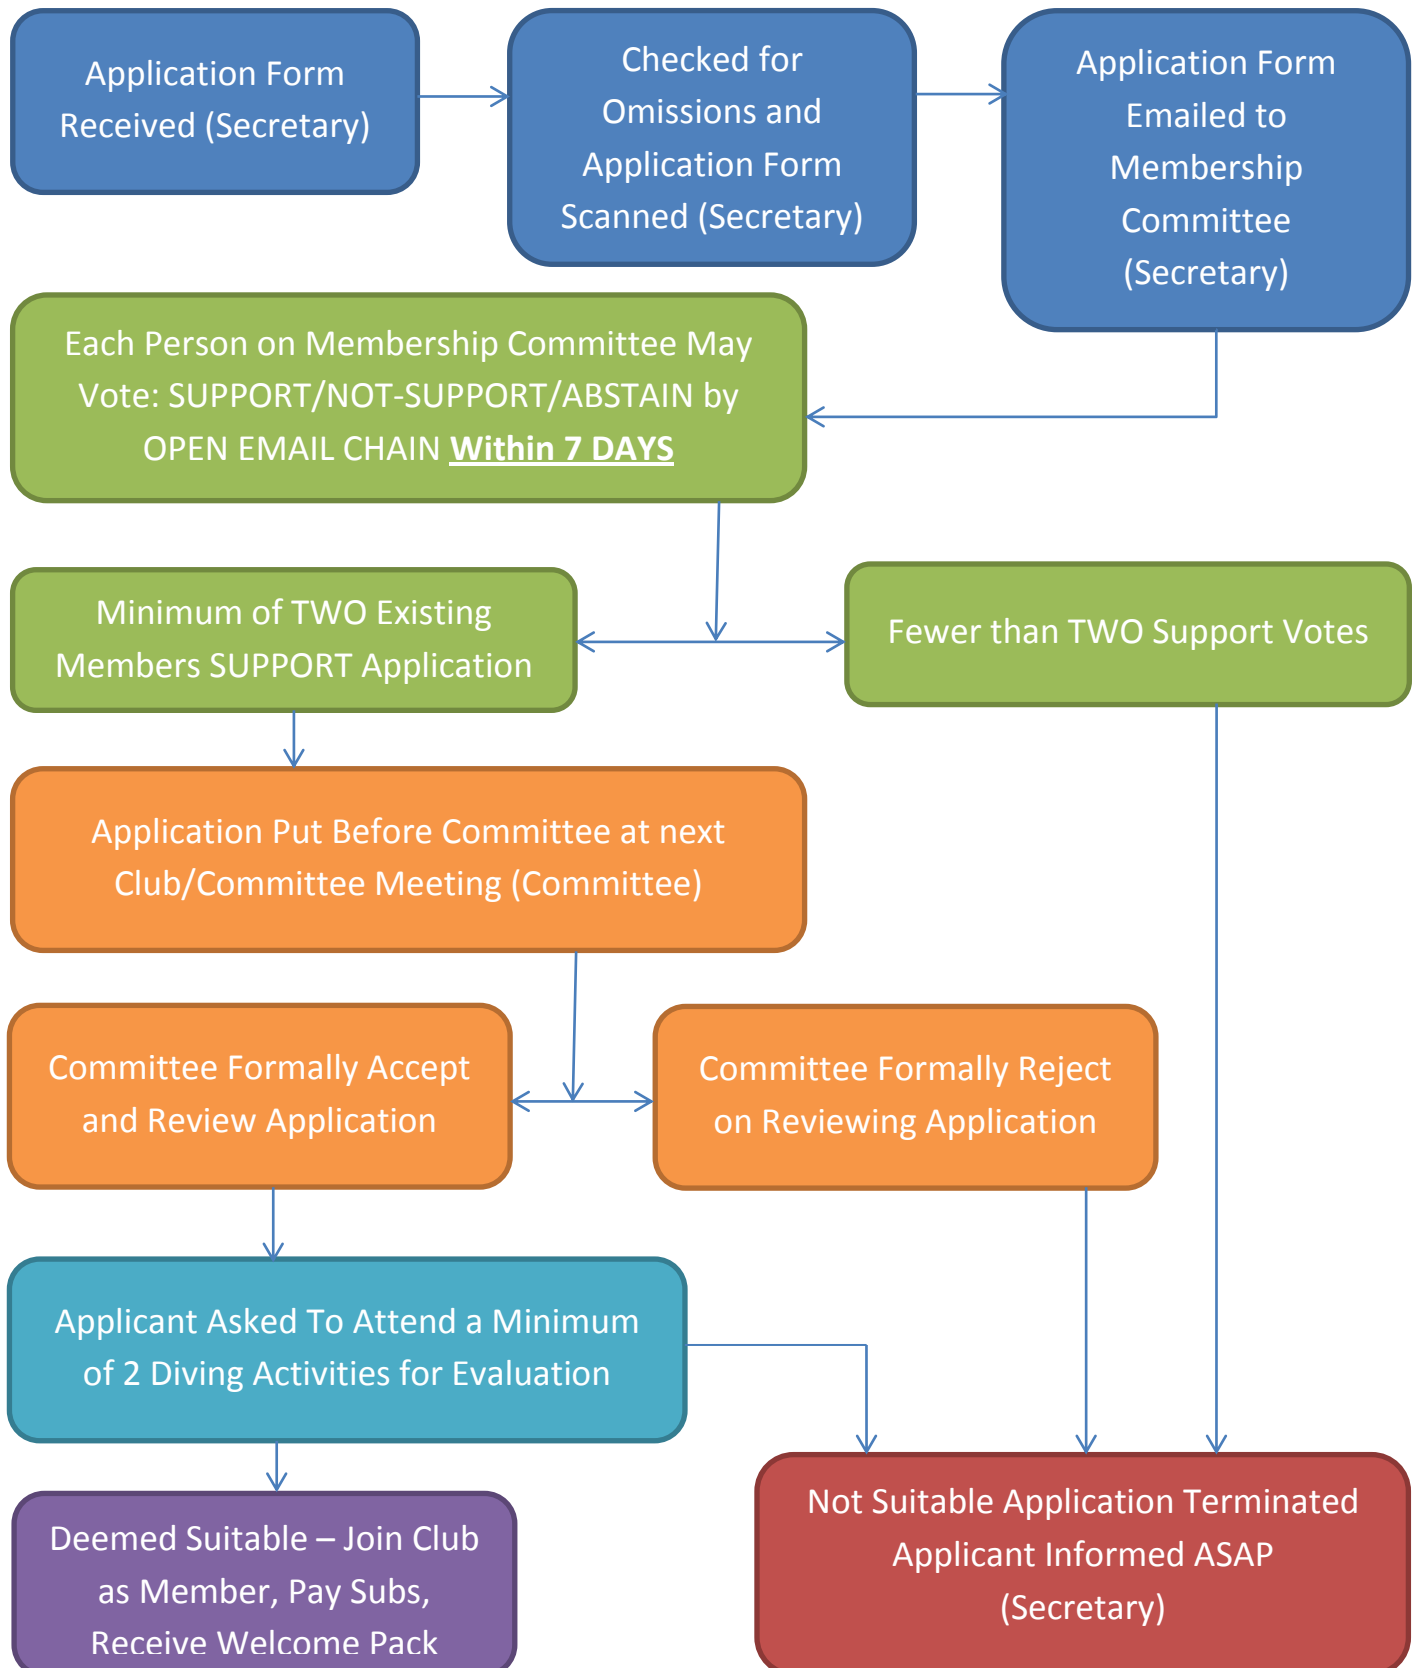 Application Form
Received (Secretary)
Checked for
Omissions and
Application Form
Scanned (Secretary)
Application Form
Emailed to
Membership
Committee
(Secretary)
Each Person on Membership Committee May
Vote: SUPPORT/NOT-SUPPORT/ABSTAIN by
OPEN EMAIL CHAIN Within 7 DAYS
Minimum of TWO Existing
Members SUPPORT Application
Fewer than TWO Support Votes
Application Put Before Committee at next
Club/Committee Meeting (Committee)
Committee Formally Accept
and Review Application
Committee Formally Reject
on Reviewing Application
Applicant Asked To Attend a Minimum
of 2 Diving Activities for Evaluation
Deemed Suitable – Join Club
as Member, Pay Subs,
Receive Welcome Pack
Not Suitable Application Terminated
Applicant Informed ASAP
(Secretary)